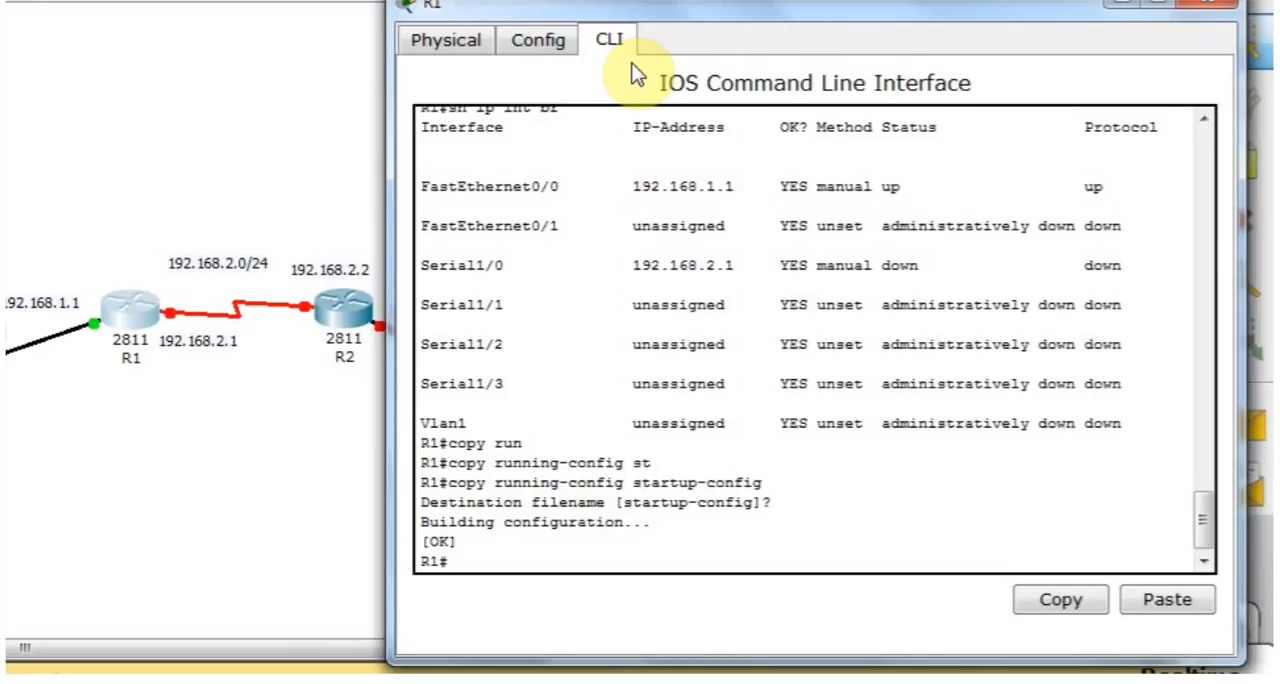 R1
Physical Config CLI
IOS Command Line Interface
R1#sh ip int br
Interface IP-Address OK? Method Status Protocol
FastEthernet0/0 192.168.1.1 YES manual up up
FastEthernet0/1 unassigned YES unset administratively down down
Serial1/0 192.168.2.1 YES manual down down
Serial1/1 unassigned YES unset administratively down down
Serial1/2 unassigned YES unset administratively down down
Serial1/3 unassigned YES unset administratively down down
Vlan1 unassigned YES unset administratively down down
R1#copy run
R1#copy running-config st
R1#copy running-config startup-config
Destination filename [startup-config]?
Building configuration...
[OK]
R1#
Copy Paste
192.168.2.0/24
192.168.2.2
92.168.1.1
2811
R1
192.168.2.1
2811
R2
Realtime